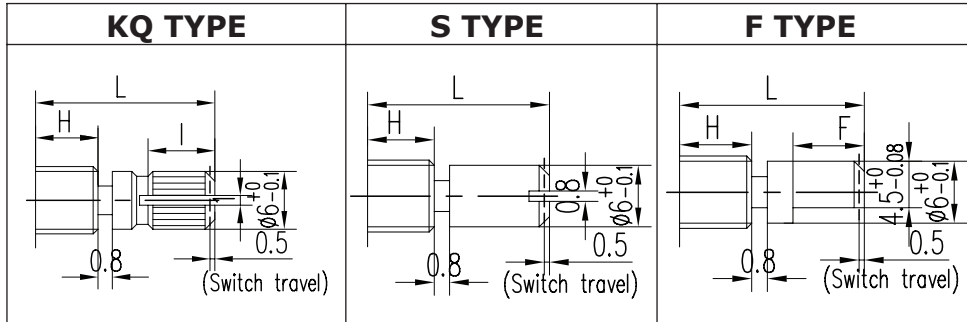 KQ TYPE
S TYPE
F TYPE
L
H
I
0.8
ø6+0-0.1
0.5
(Switch travel)
L
H
0.8
0.8
ø6+0-0.1
0.5
(Switch travel)
L
H
F
0.8
4.5+0-0.08
ø6+0-0.1
0.5
(Switch travel)